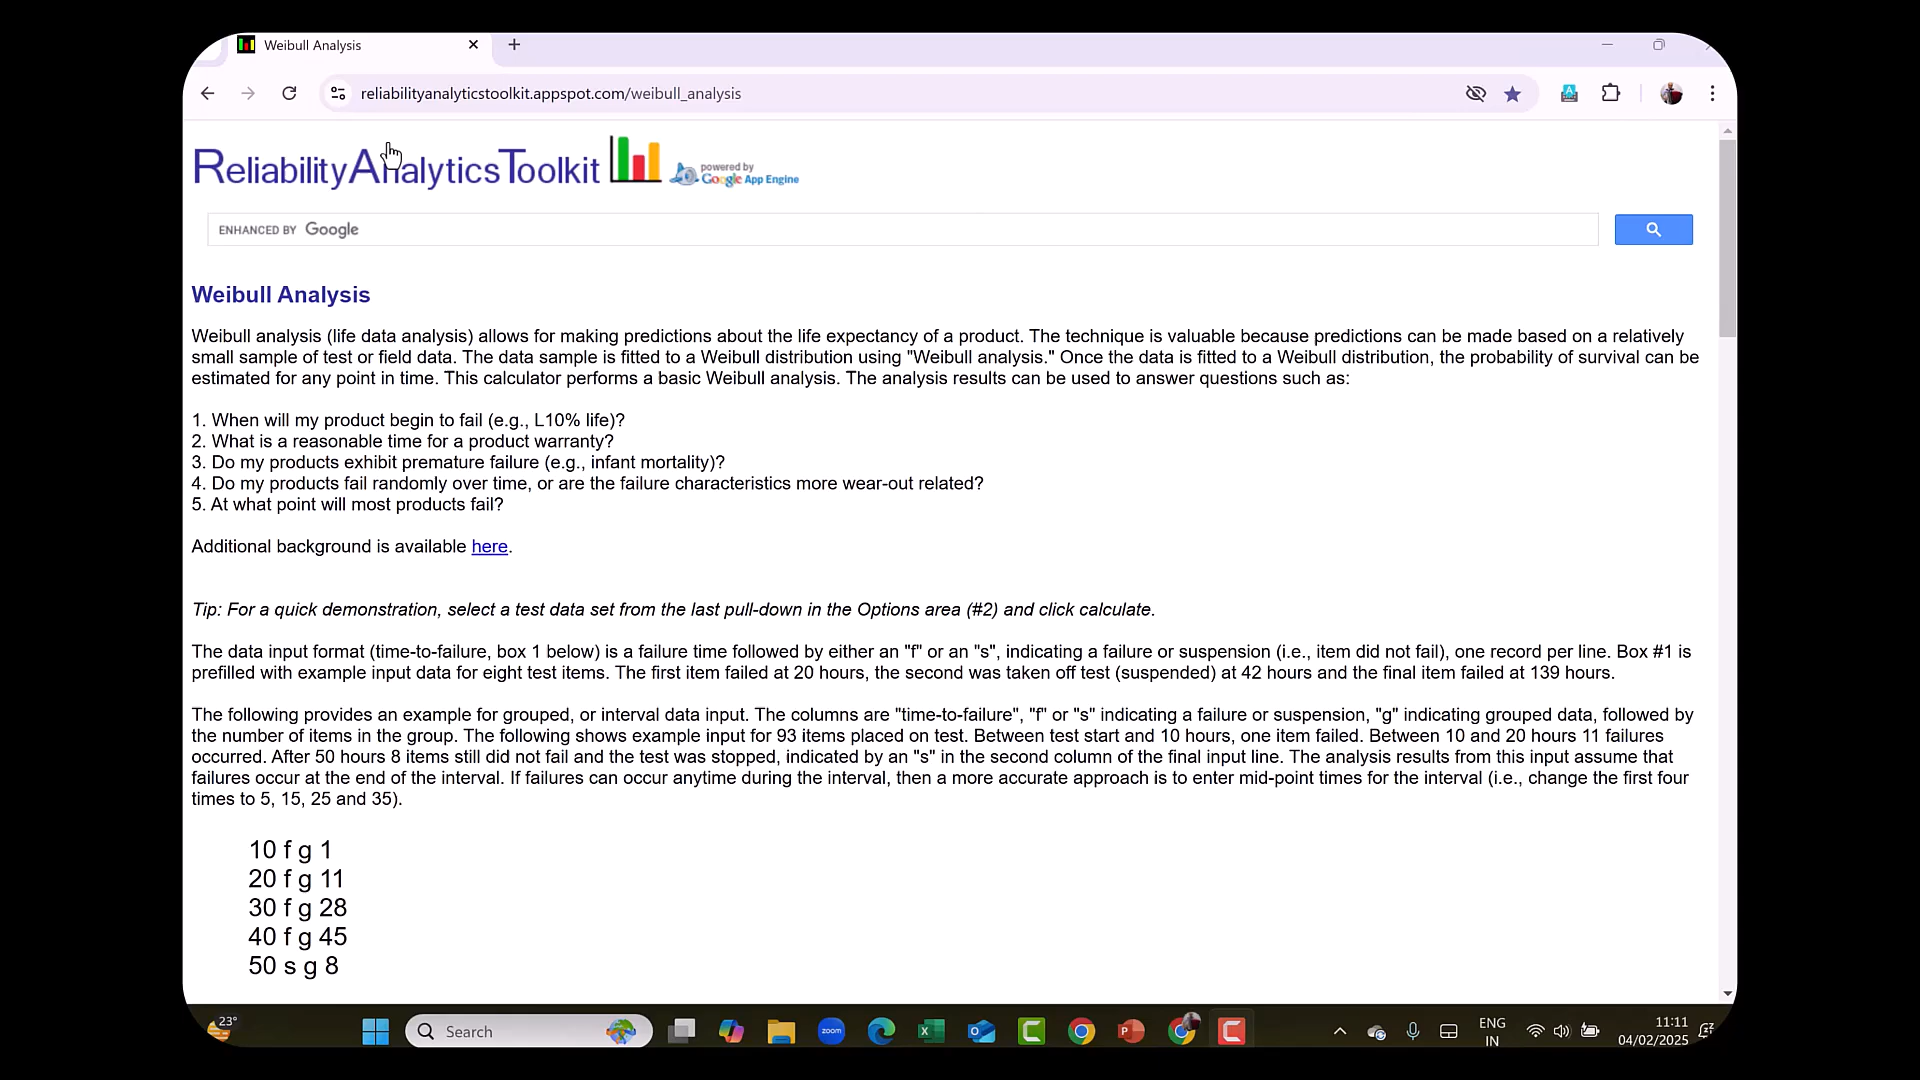 Weibull Analysis
reliabilityanalyticstoolkit.appspot.com/weibull_analysis
ReliabilityAnalyticsToolkit
powered by
Google App Engine
ENHANCED BY Google
Weibull Analysis
Weibull analysis (life data analysis) allows for making predictions about the life expectancy of a product. The technique is valuable because predictions can be made based on a relatively
small sample of test or field data. The data sample is fitted to a Weibull distribution using "Weibull analysis." Once the data is fitted to a Weibull distribution, the probability of survival can be
estimated for any point in time. This calculator performs a basic Weibull analysis. The analysis results can be used to answer questions such as:
1. When will my product begin to fail (e.g., L10% life)?
2. What is a reasonable time for a product warranty?
3. Do my products exhibit premature failure (e.g., infant mortality)?
4. Do my products fail randomly over time, or are the failure characteristics more wear-out related?
5. At what point will most products fail?
Additional background is available here.
Tip: For a quick demonstration, select a test data set from the last pull-down in the Options area (#2) and click calculate.
The data input format (time-to-failure, box 1 below) is a failure time followed by either an "f" or an "s", indicating a failure or suspension (i.e., item did not fail), one record per line. Box #1 is
prefilled with example input data for eight test items. The first item failed at 20 hours, the second was taken off test (suspended) at 42 hours and the final item failed at 139 hours.
The following provides an example for grouped, or interval data input. The columns are "time-to-failure", "f" or "s" indicating a failure or suspension, "g" indicating grouped data, followed by
the number of items in the group. The following shows example input for 93 items placed on test. Between test start and 10 hours, one item failed. Between 10 and 20 hours 11 failures
occurred. After 50 hours 8 items still did not fail and the test was stopped, indicated by an "s" in the second column of the final input line. The analysis results from this input assume that
failures occur at the end of the interval. If failures can occur anytime during the interval, then a more accurate approach is to enter mid-point times for the interval (i.e., change the first four
times to 5, 15, 25 and 35).
10 f g 1
20 f g 11
30 f g 28
40 f g 45
50 s g 8
23°
Search
zoom
ENG
IN
11:11
04/02/2025